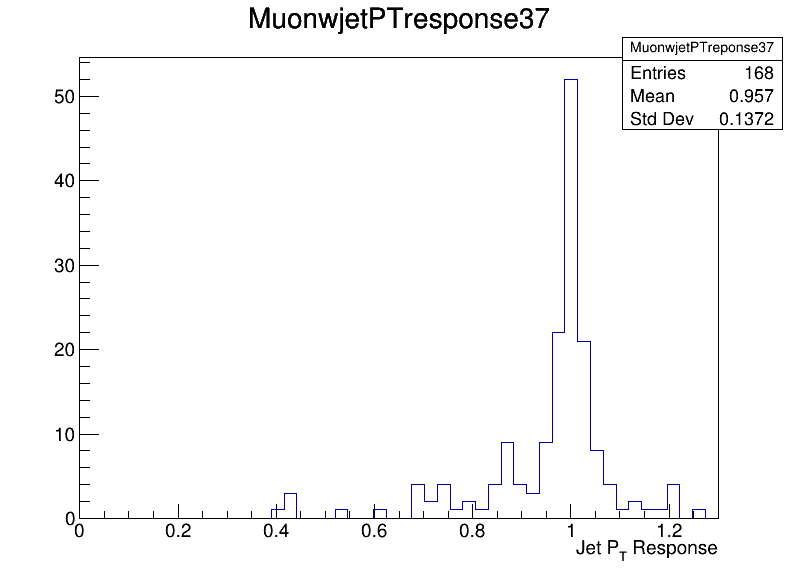 MuonwjetPTresponse37
MuonwjetPTreponse37
Entries 168
Mean 0.957
Std Dev 0.1372
50
40
30
20
10
0
0 0.2 0.4 0.6 0.8 1 1.2
Jet PT Response